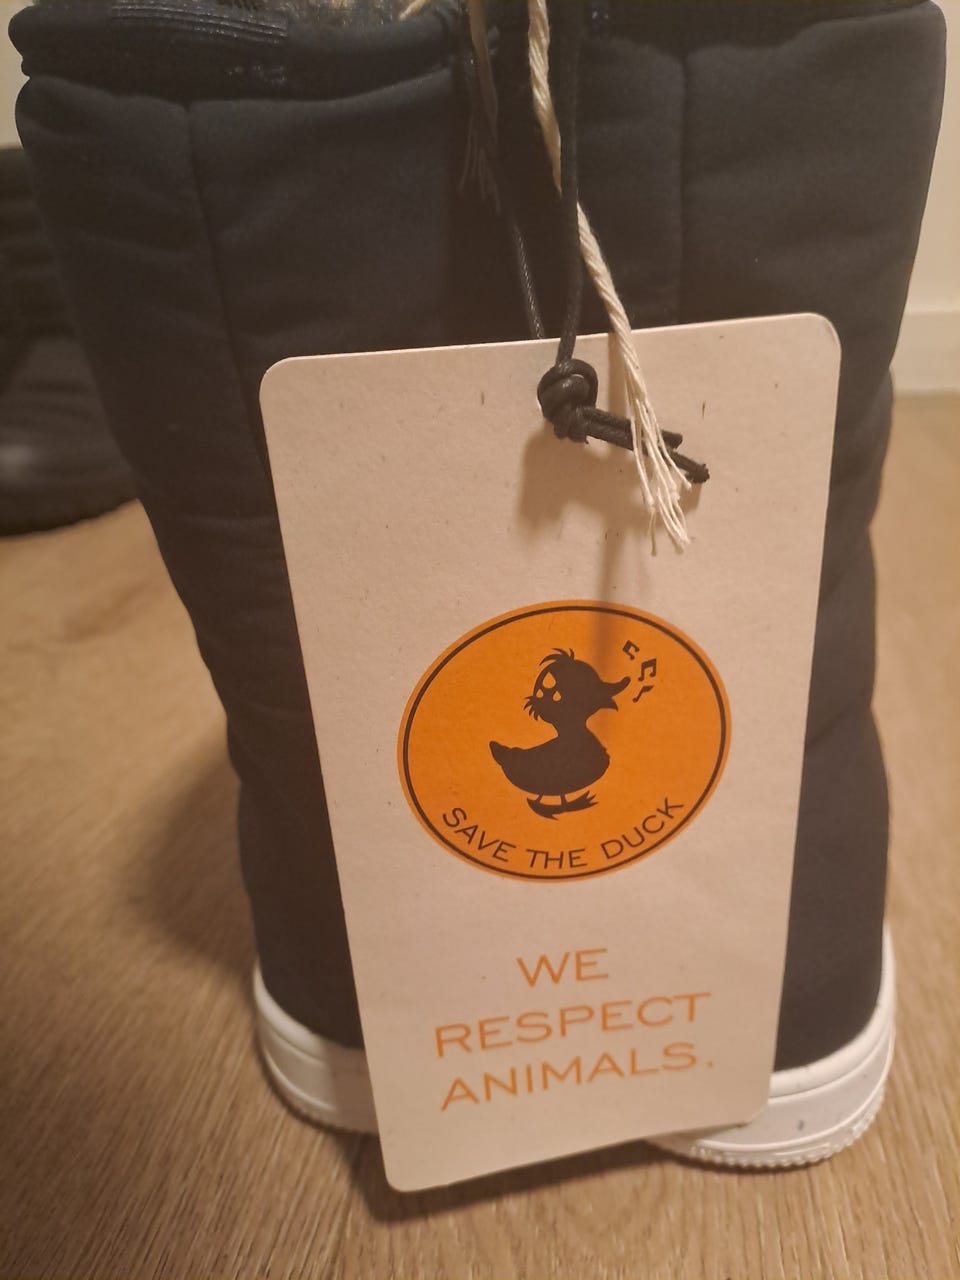 SAVE THE DUCK
WE
RESPECT
ANIMALS.